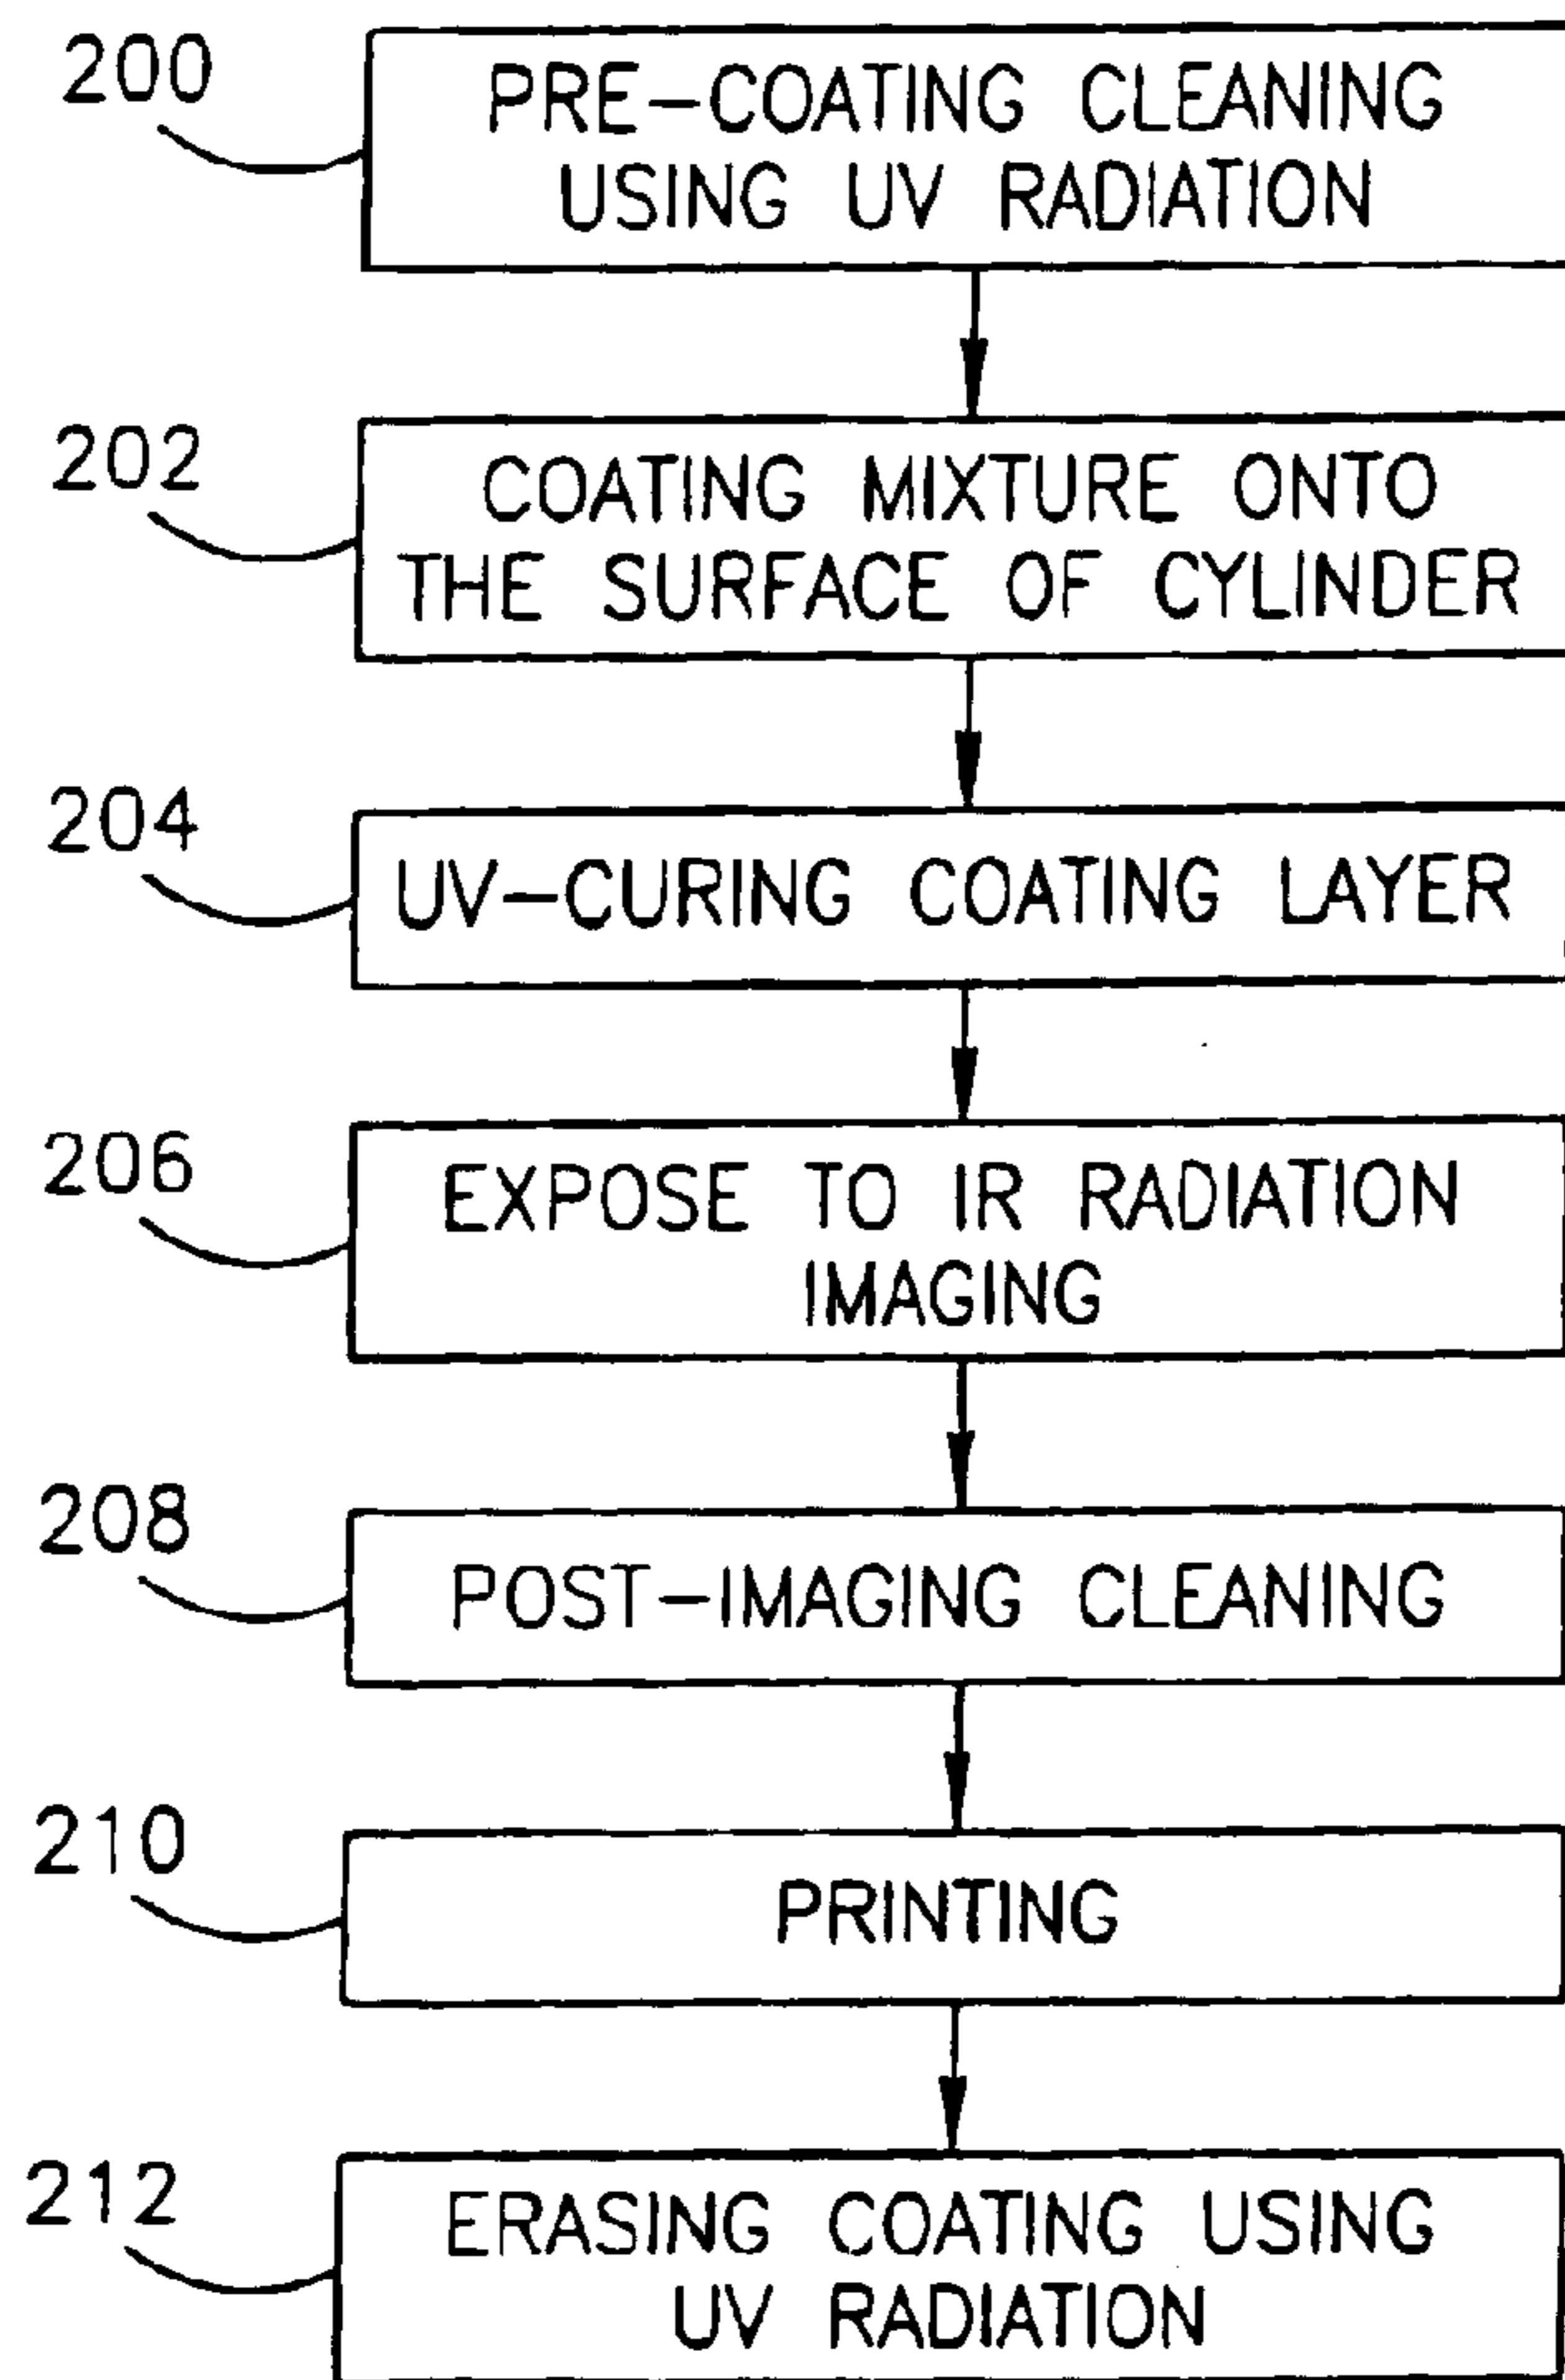 200
PRE-COATING CLEANING
USING UV RADIATION
202
COATING MIXTURE ONTO
THE SURFACE OF CYLINDER
204
UV-CURING COATING LAYER
206
EXPOSE TO IR RADIATION
IMAGING
208
POST-IMAGING CLEANING
210
PRINTING
212
ERASING COATING USING
UV RADIATION